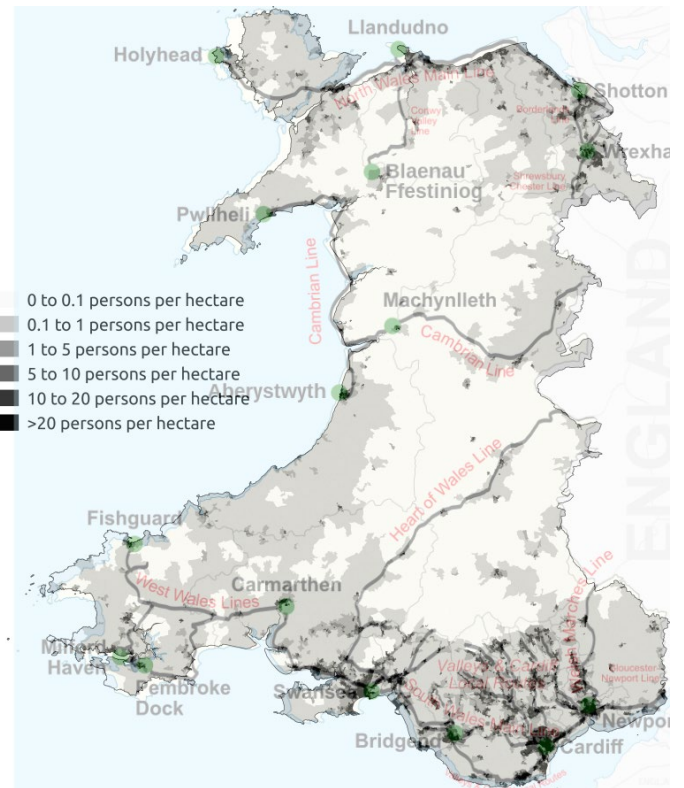 Llandudno
Holyhead
North Wales Main Line
Shotton
Conwy
Valley
Line
Borderlands
Line
Wrexha
Blaenau
Ffestiniog
Shrewsbury
Chester Line
Pwllheli
Cambrian Line
ENGLAND
0 to 0.1 persons per hectare
0.1 to 1 persons per hectare
1 to 5 persons per hectare
5 to 10 persons per hectare
10 to 20 persons per hectare
>20 persons per hectare
Machynlleth
Cambrian Line
Aberystwyth
Heart of Wales Line
Fishguard
West Wales Lines
Carmarthen
Welsh Marches Line
Milford
Haven
Pembroke
Dock
Swansea
Valleys & Cardiff
Local Routes
Gloucester-
Newport Line
South Wales Main Line
Newpor
Bridgend
Cardiff
Routes